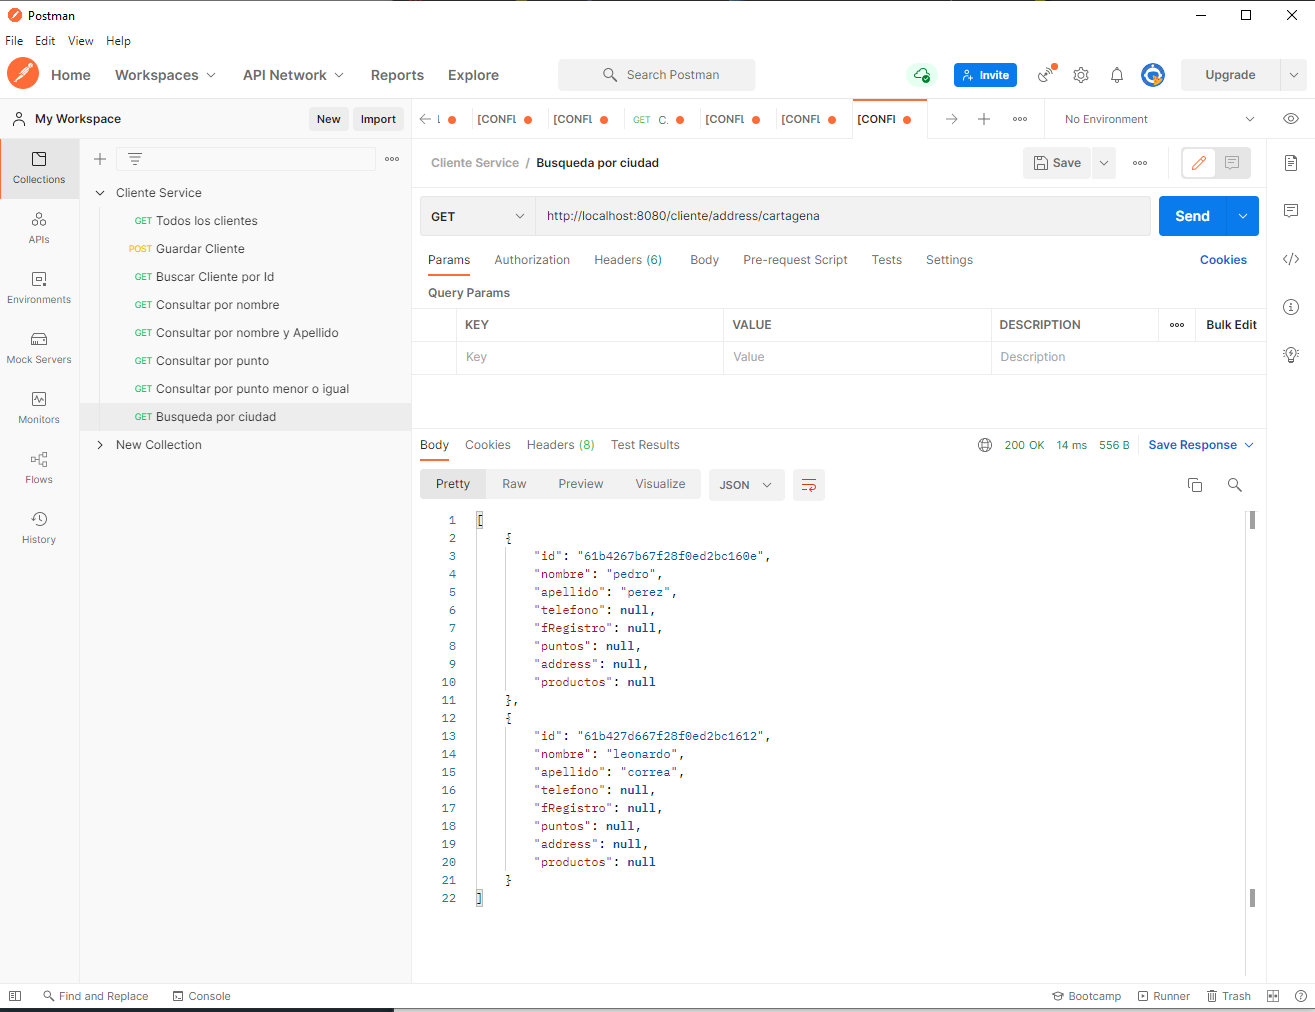 Postman
File Edit View Help
Home Workspaces API Network Reports Explore Search Postman Invite Upgrade
My Workspace New Import
[CONFL [CONFL GET C. [CONFL [CONFL [CONFI No Environment
Collections
APIs
Environments
Mock Servers
Monitors
Flows
History
Cliente Service
GET Todos los clientes
POST Guardar Cliente
GET Buscar Cliente por Id
GET Consultar por nombre
GET Consultar por nombre y Apellido
GET Consultar por punto
GET Consultar por punto menor o igual
GET Busqueda por ciudad
New Collection
Cliente Service / Busqueda por ciudad Save
GET http://localhost:8080/cliente/address/cartagena Send
Params Authorization Headers (6) Body Pre-request Script Tests Settings Cookies
Query Params
KEY VALUE DESCRIPTION Bulk Edit
Key Value Description
Body Cookies Headers (8) Test Results 200 OK 14 ms 556 B Save Response
Pretty Raw Preview Visualize JSON
1 [
2 {
3 "id": "61b4267b67f28f0ed2bc160e",
4 "nombre": "pedro",
5 "apellido": "perez",
6 "telefono": null,
7 "fRegistro": null,
8 "puntos": null,
9 "address": null,
10 "productos": null
11 },
12 {
13 "id": "61b427d667f28f0ed2bc1612",
14 "nombre": "leonardo",
15 "apellido": "correa",
16 "telefono": null,
17 "fRegistro": null,
18 "puntos": null,
19 "address": null,
20 "productos": null
21 }
22 ]
Find and Replace Console Bootcamp Runner Trash